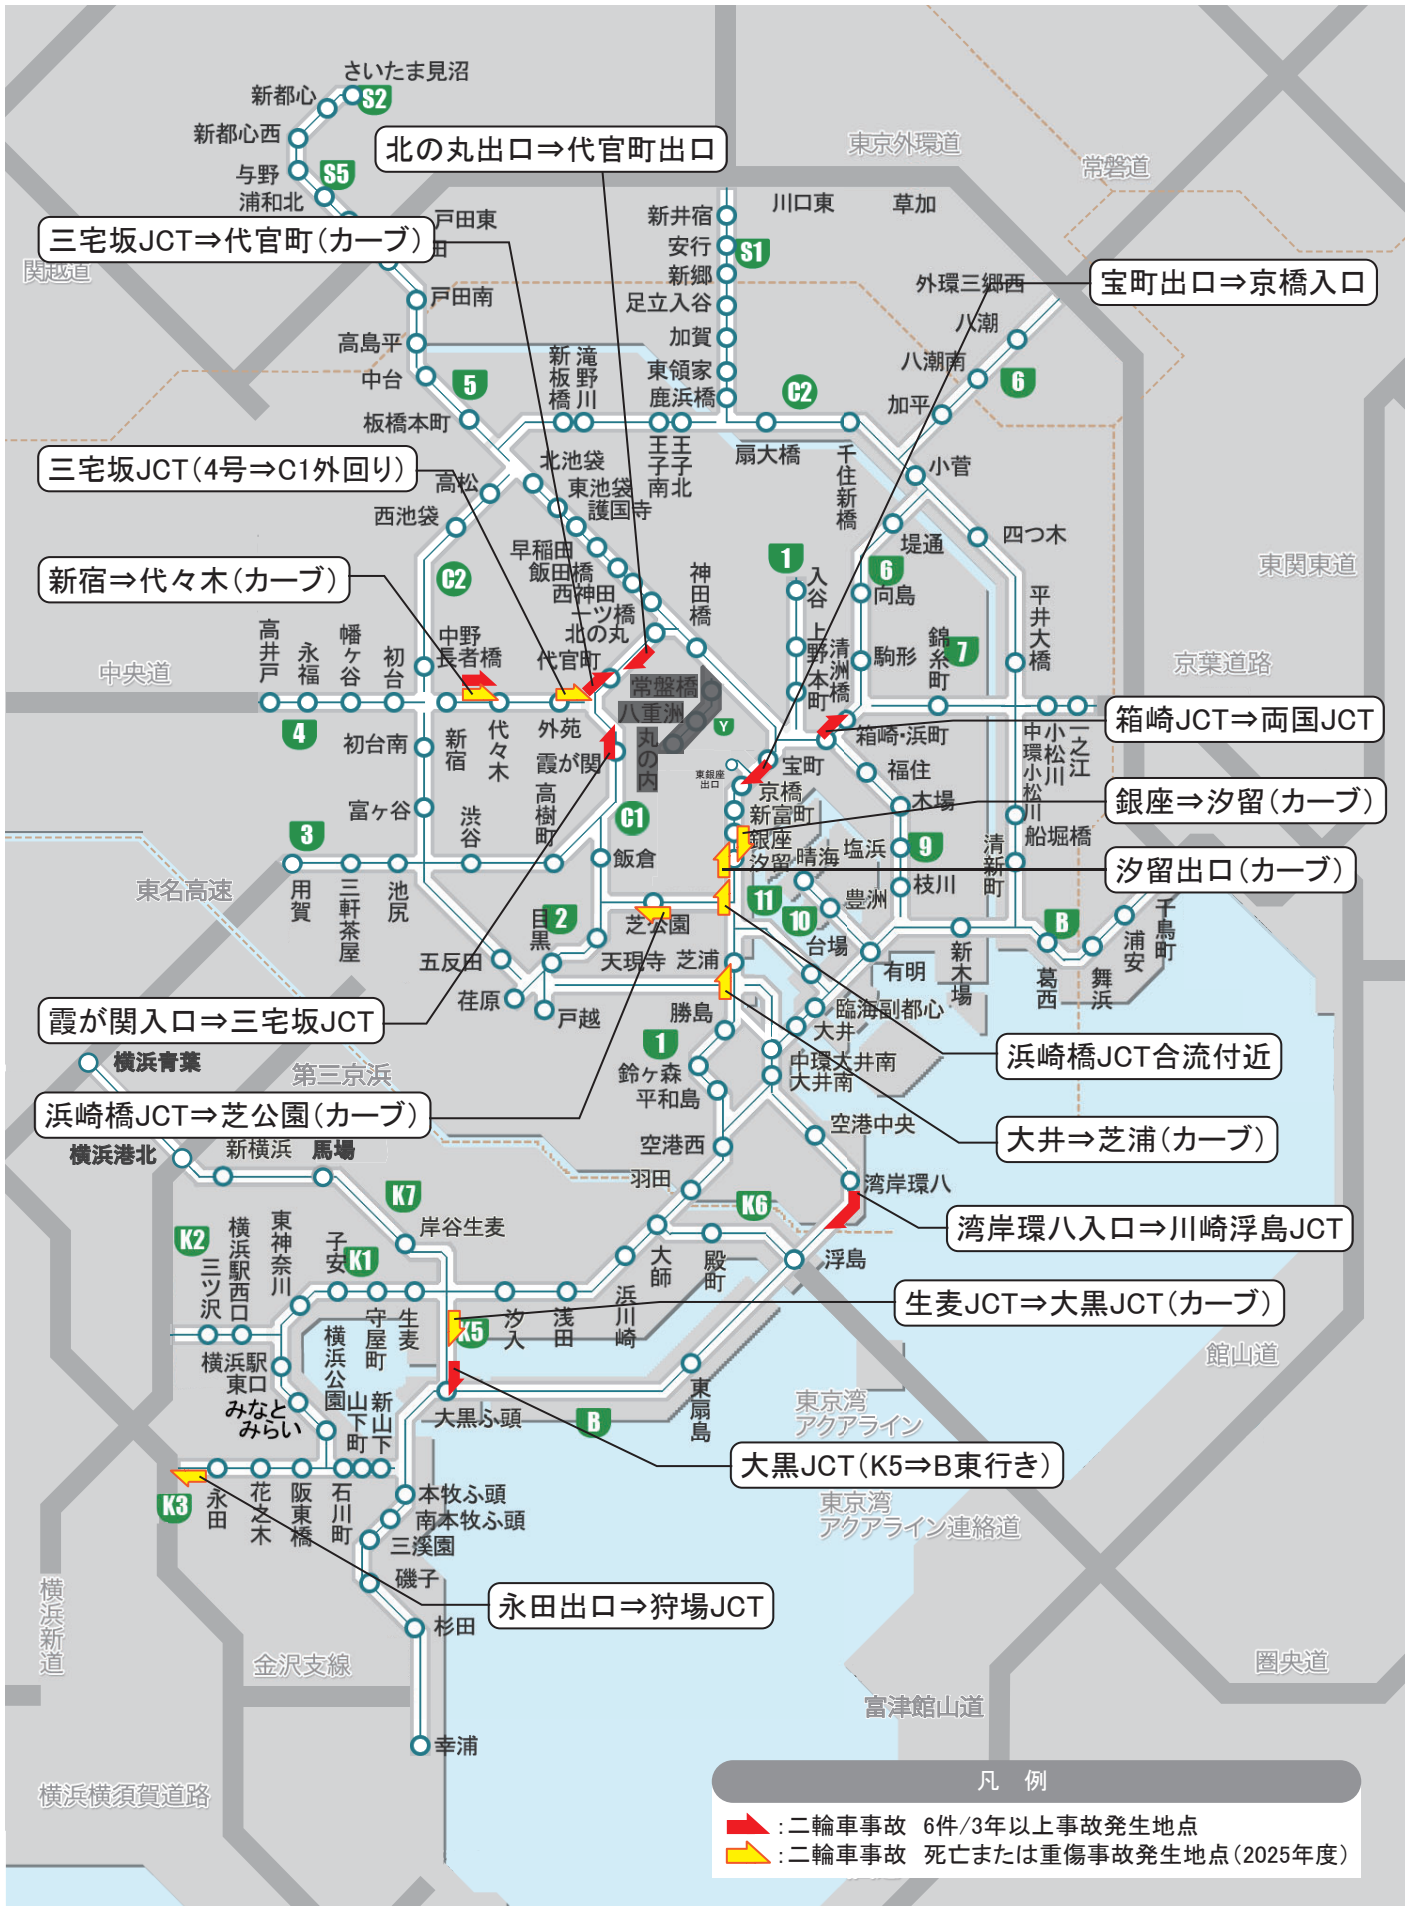 さいたま見沼
新都心
S2
新都心西
北の丸出口⇒代官町出口
東京外環道
常磐道
与野
S5
浦和北
新井宿
川口東
草加
三宅坂JCT⇒代官町（カーブ）
戸田東
田
安行
S1
関越道
新郷
外環三郷西
宝町出口⇒京橋入口
戸田南
足立入谷
八潮
高島平
加賀
新板橋
滝野川
東領家
八潮南
中台
5
鹿浜橋
C2
6
加平
板橋本町
王子南
王子北
扇大橋
千住新橋
小菅
三宅坂JCT（4号⇒C1外回り）
北池袋
高松
東池袋
護国寺
西池袋
四つ木
堤通
早稲田
飯田橋
西神田
一ツ橋
北の丸
神田橋
1
入谷
6
向島
東関東道
新宿⇒代々木（カーブ）
C2
平井大橋
高井戸
永福
幡ヶ谷
初台
中野長者橋
代官町
上野
本町
清洲橋
駒形
錦糸町
7
京葉道路
中央道
常盤橋
八重洲
丸の内
Y
4
初台南
新宿
代々木
外苑
霞が関
箱崎・浜町
箱崎JCT⇒両国JCT
中環小松川
小松川
一之江
東銀座
出口
宝町
福住
京橋
富ヶ谷
渋谷
高樹町
C1
新富町
木場
銀座⇒汐留（カーブ）
3
銀座
汐留
晴海
塩浜
9
清新町
船堀橋
東名高速
用賀
三軒茶屋
池尻
飯倉
汐留出口（カーブ）
枝川
11
10
豊洲
目黒
2
芝公園
台場
新木場
B
葛西
舞浜
浦安
千鳥町
五反田
天現寺
芝浦
有明
荏原
戸越
勝島
臨海副都心
大井
霞が関入口⇒三宅坂JCT
1
浜崎橋JCT合流付近
横浜青葉
第三京浜
鈴ヶ森
中環大井南
大井南
平和島
浜崎橋JCT⇒芝公園（カーブ）
空港中央
大井⇒芝浦（カーブ）
横浜港北
新横浜
馬場
空港西
羽田
湾岸環八
K7
K6
湾岸環八入口⇒川崎浮島JCT
K2
三ツ沢
横浜駅西口
東神奈川
子安
K1
岸谷生麦
大師
殿町
浮島
生麦JCT⇒大黒JCT（カーブ）
守屋町
生麦
K5
汐入
浅田
浜川崎
横浜駅
東口
横浜公園
館山道
みなと
みらい
山下町
新山下
大黒ふ頭
B
東扇島
東京湾
アクアライン
大黒JCT（K5⇒B東行き）
K3
永田
花之木
阪東橋
石川町
本牧ふ頭
南本牧ふ頭
東京湾
アクアライン連絡道
三溪園
磯子
横浜新道
永田出口⇒狩場JCT
杉田
金沢支線
圏央道
富津館山道
幸浦
横浜横須賀道路
凡 例
：二輪車事故 6件/3年以上事故発生地点
：二輪車事故 死亡または重傷事故発生地点（2025年度）